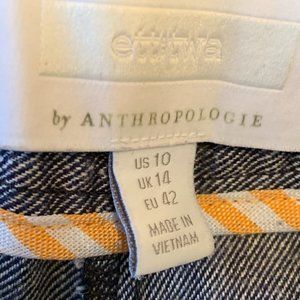 by ANTHROPOLOGIE
US 10
UK 14
EU 42
MADE IN
VIETNAM